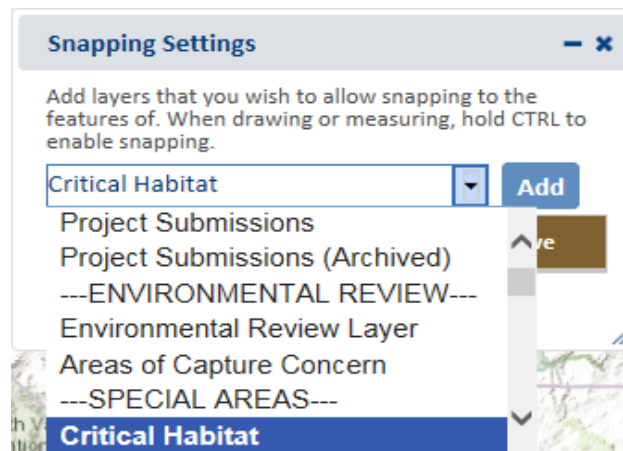 Snapping Settings
Add layers that you wish to allow snapping to the
features of. When drawing or measuring, hold CTRL to
enable snapping.
Critical Habitat
Add
Project Submissions
Project Submissions (Archived)
ve
---ENVIRONMENTAL REVIEW---
Environmental Review Layer
Areas of Capture Concern
---SPECIAL AREAS---
Critical Habitat